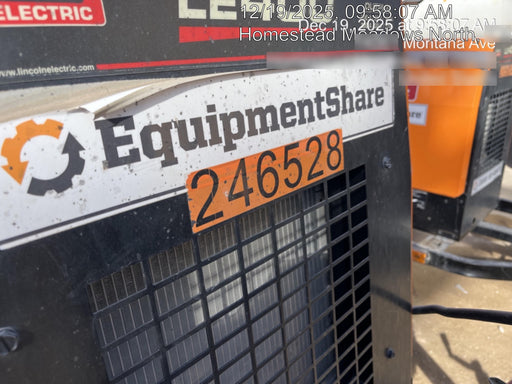 12/19/2025, 09:58:07 AM
Dec 19, 2025 at 9:58:07 AM
Homestead Meadows North,
Montana Ave
ELECTRIC
www.lincolnelectric.com
EquipmentShare
246528